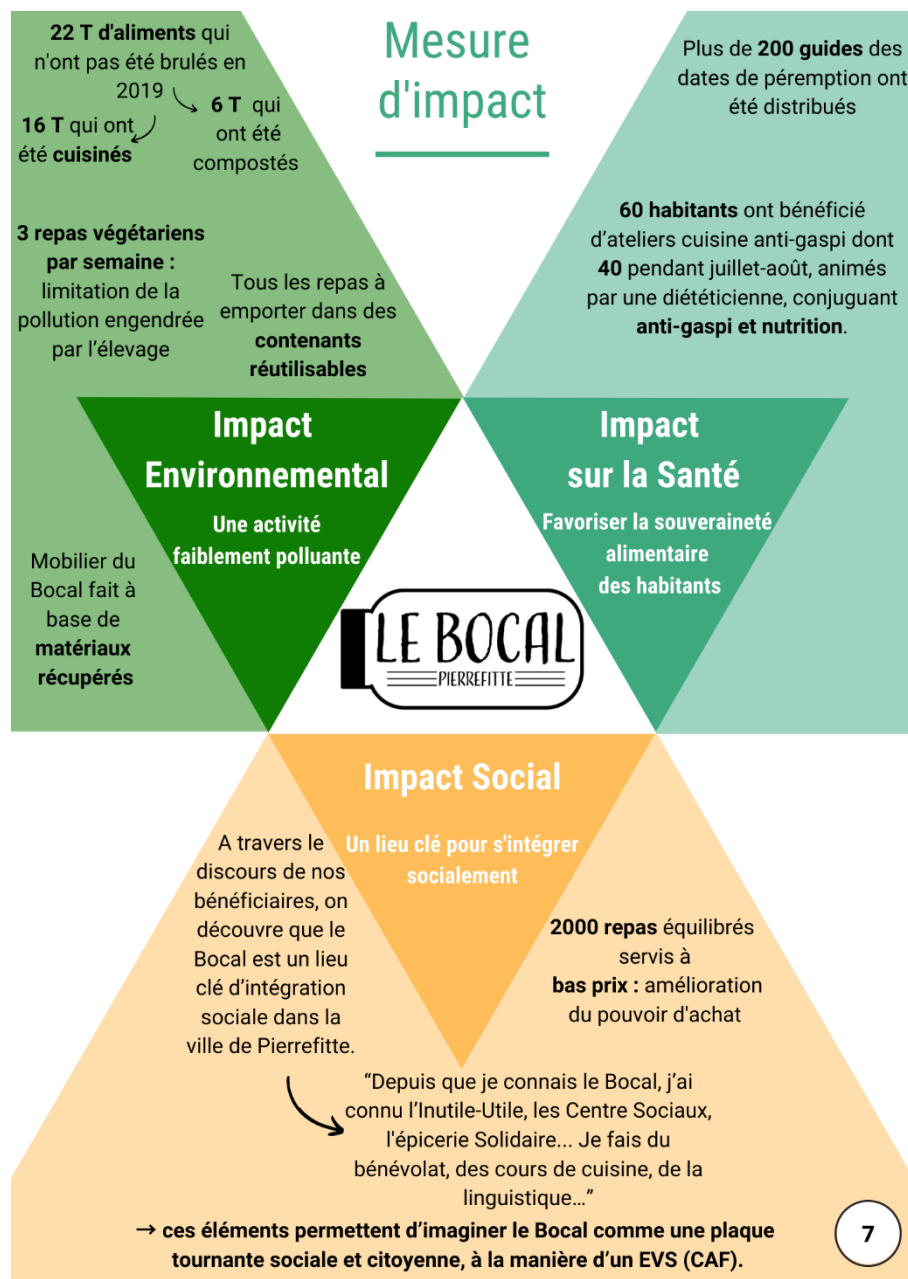 Mesure
d'impact
22 T d'aliments qui
n'ont pas été brulés en
2019
6 T qui
ont été
compostés
16 T qui ont
été cuisinés
3 repas végétariens
par semaine :
limitation de la
pollution engendrée
par l'élevage
Tous les repas à
emporter dans des
contenants
réutilisables
Plus de 200 guides des
dates de péremption ont
été distribués
60 habitants ont bénéficié
d'ateliers cuisine anti-gaspi dont
40 pendant juillet-août, animés
par une diététicienne, conjuguant
anti-gaspi et nutrition.
Impact
Environnemental
Une activité
faiblement polluante
Impact
sur la Santé
Favoriser la souveraineté
alimentaire
des habitants
Mobilier du
Bocal fait à
base de
matériaux
récupérés
LE BOCAL
PIERREFITTE
Impact Social
Un lieu clé pour s'intégrer
socialement
A travers le
discours de nos
bénéficiaires, on
découvre que le
Bocal est un lieu
clé d'intégration
sociale dans la
ville de Pierrefitte.
2000 repas équilibrés
servis à
bas prix : amélioration
du pouvoir d'achat
“Depuis que je connais le Bocal, j'ai
connu l'Inutile-Utile, les Centre Sociaux,
l'épicerie Solidaire... Je fais du
bénévolat, des cours de cuisine, de la
linguistique…”
→ ces éléments permettent d'imaginer le Bocal comme une plaque
tournante sociale et citoyenne, à la manière d'un EVS (CAF).
7